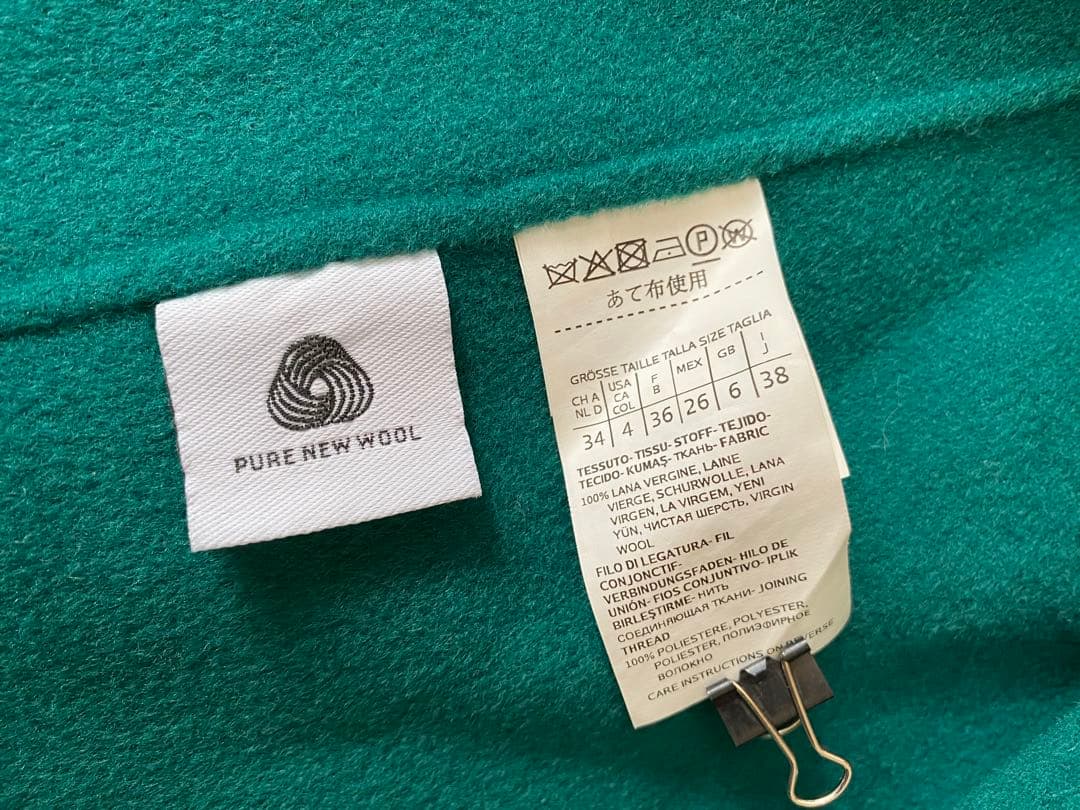 PURE NEW WOOL
P
W
あて布使用
GRÖSSE TAILLE TALLA SIZE TAGLIA
CH A NL D
USA CA COL
F B
MEX
GB
I J
34 4 36 26 6 38
TESSUTO- TISSU- STOFF- TEJIDO-
TECIDO- KUMAŞ- ТКАНЬ- FABRIC
100% LANA VERGINE, LAINE
VIERGE, SCHURWOLLE, LANA
VIRGEN, LA VIRGEM, YENI
YÜN, ЧИСТАЯ ШЕРСТЬ, VIRGIN
WOOL
FILO DI LEGATURA- FIL
CONJONCTIF-
VERBINDUNGSFADEN- HILO DE
UNIÓN- FIOS CONJUNTIVO- IPLIK
BIRLEŞTIRME- НИТЬ
СОЕДИНЯЮЩАЯ ТКАНИ- JOINING
THREAD
100% POLIESTERE, POLYESTER,
POLIESTER, ПОЛИЭФИРНОЕ
ВОЛОКНО
CARE INSTRUCTIONS ON REVERSE